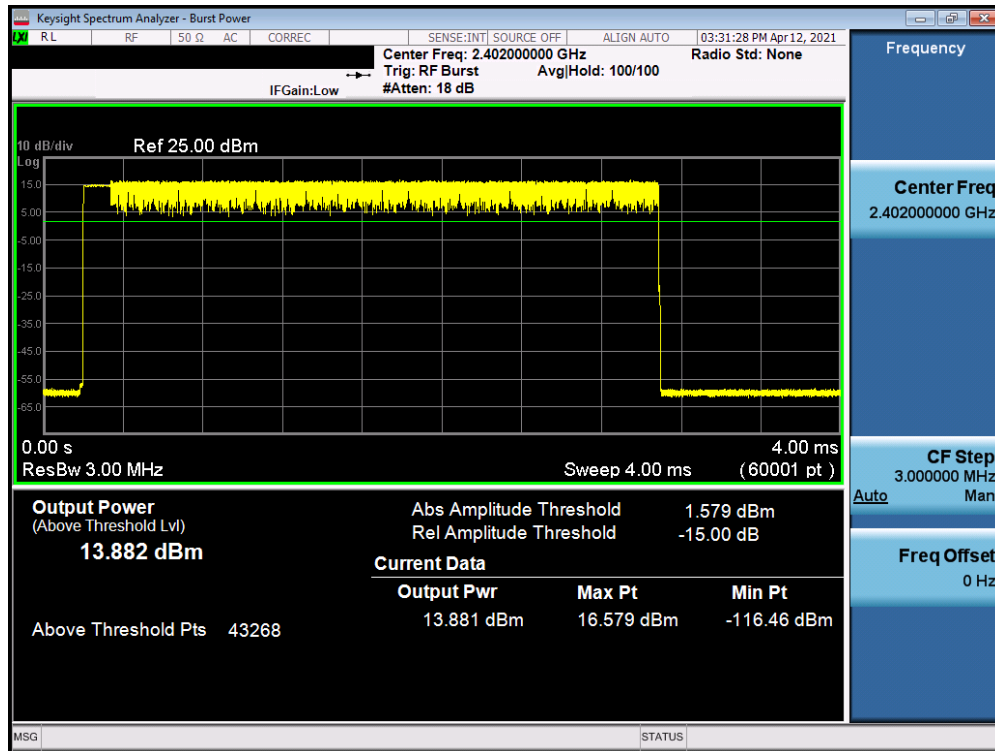 Keysight Spectrum Analyzer - Burst Power
LXI RL RF 50 Ω AC CORREC SENSE:INT SOURCE OFF ALIGN AUTO 03:31:28 PM Apr 12, 2021
Center Freq: 2.402000000 GHz Radio Std: None
Trig: RF Burst Avg|Hold: 100/100
IFGain:Low #Atten: 18 dB
10 dB/div Ref 25.00 dBm
Log
15.0
5.00
-5.00
-15.0
-25.0
-35.0
-45.0
-55.0
-65.0
0.00 s 4.00 ms
ResBw 3.00 MHz Sweep 4.00 ms (60001 pt)
Output Power
(Above Threshold Lvl)
13.882 dBm
Above Threshold Pts 43268
Abs Amplitude Threshold 1.579 dBm
Rel Amplitude Threshold -15.00 dB
Current Data
Output Pwr Max Pt Min Pt
13.881 dBm 16.579 dBm -116.46 dBm
Frequency
Center Freq
2.402000000 GHz
CF Step
3.000000 MHz
Auto Man
Freq Offset
0 Hz
MSG STATUS